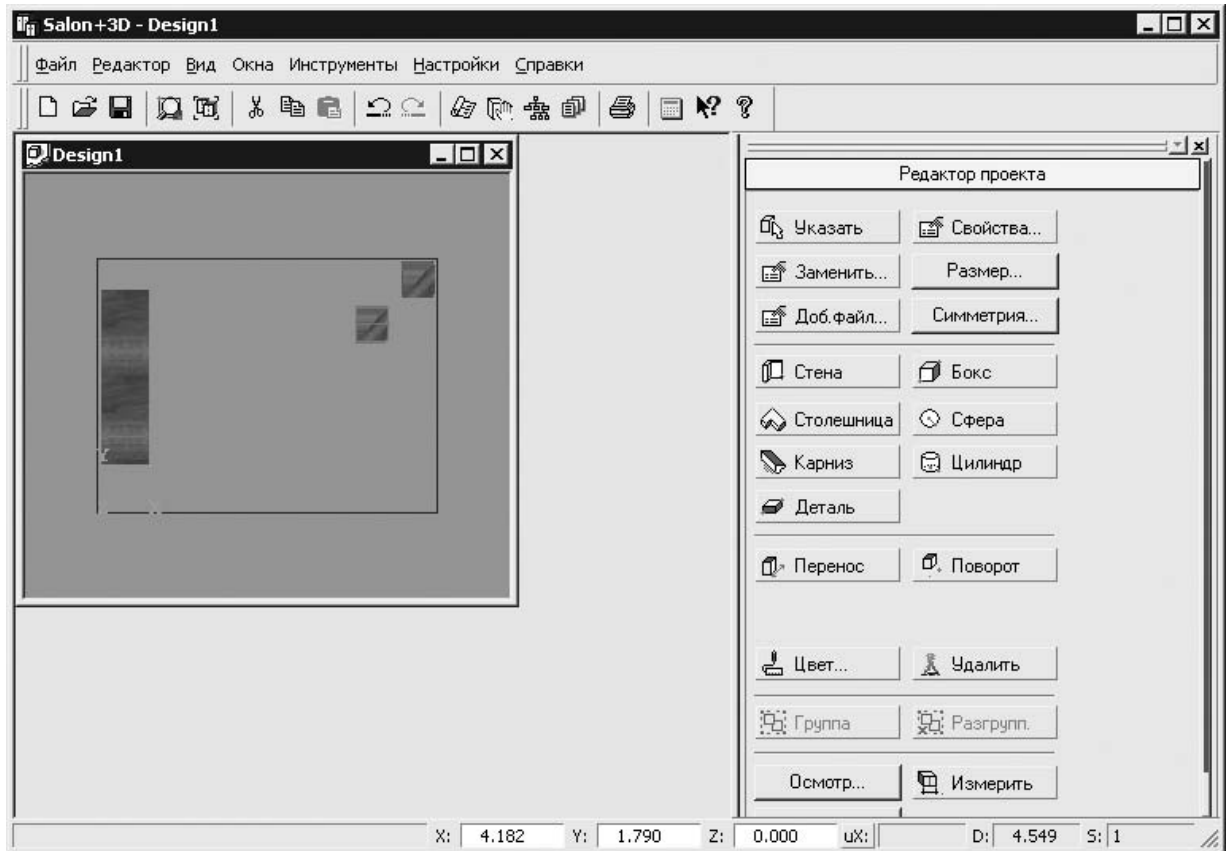 Salon+3D - Design1
Файл Редактор Вид Окна Инструменты Настройки Справки
Design1
Редактор проекта
Указать Свойства...
Заменить... Размер...
Доб.файл... Симметрия...
Стена Бокс
Столешница Сфера
Карниз Цилиндр
Деталь
Перенос Поворот
Цвет... Удалить
Группа Разгрупп.
Осмотр... Измерить
X: 4.182 Y: 1.790 Z: 0.000 uX: D: 4.549 S: 1